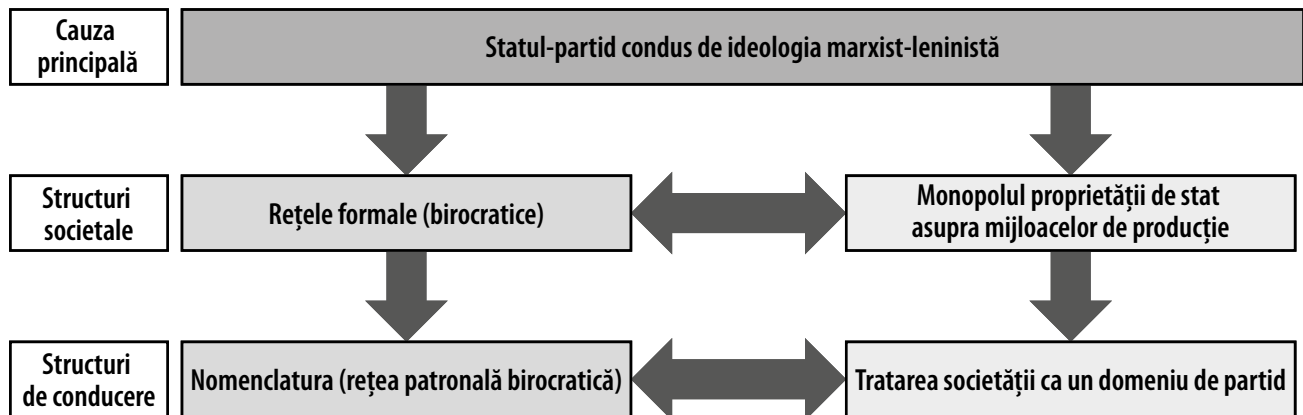 Cauza
principală
Statul-partid condus de ideologia marxist-leninistă
Structuri
societale
Rețele formale (birocratice)
Monopolul proprietății de stat
asupra mijloacelor de producție
Structuri
de conducere
Nomenclatura (rețea patronală birocratică)
Tratarea societății ca un domeniu de partid